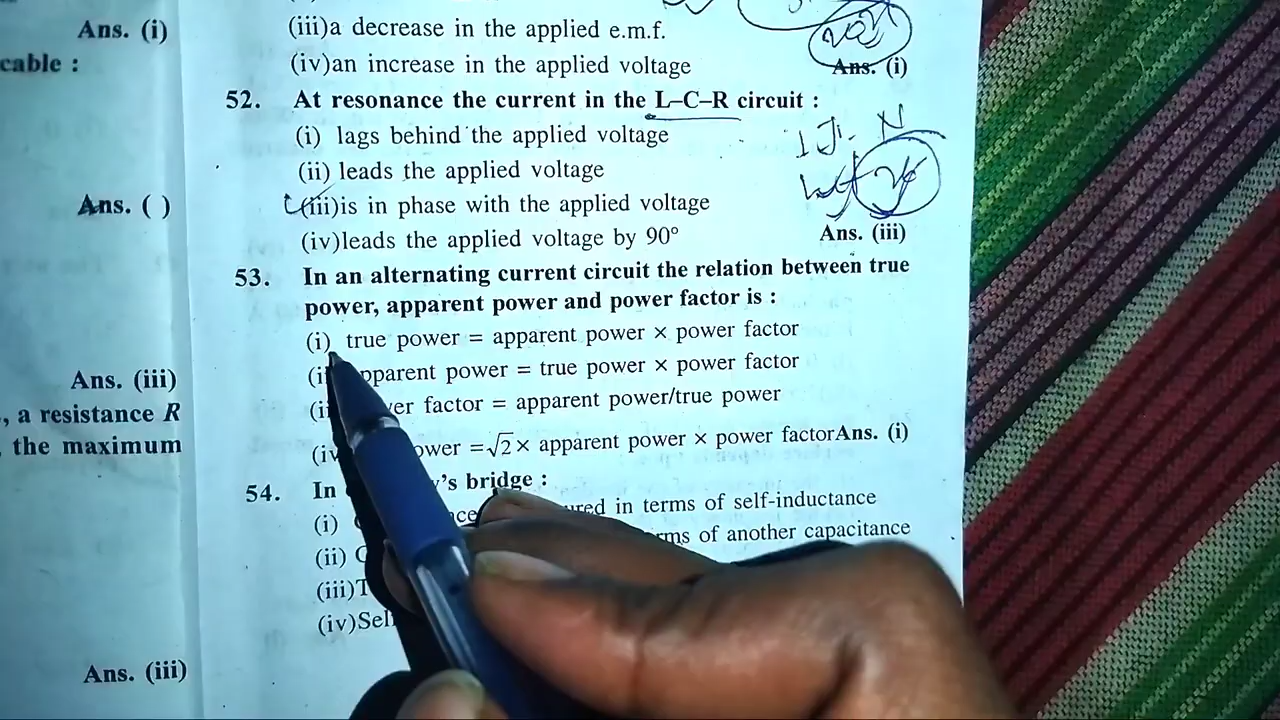 Ans. (i)
cable :
Ans. ( )
Ans. (iii)
, a resistance R
the maximum
Ans. (iii)
(iii)a decrease in the applied e.m.f.
(iv)an increase in the applied voltage
Ans. (i)
52. At resonance the current in the L–C–R circuit :
(i) lags behind the applied voltage
(ii) leads the applied voltage
(iii)is in phase with the applied voltage
(iv)leads the applied voltage by 90°
Ans. (iii)
53. In an alternating current circuit the relation between true
power, apparent power and power factor is :
(i) true power = apparent power × power factor
pparent power = true power × power factor
er factor = apparent power/true power
(iv ower =√2× apparent power × power factorAns. (i)
54. In 's bridge :
(i) red in terms of self-inductance
(ii) C rms of another capacitance
(iii)T
(iv)Sel